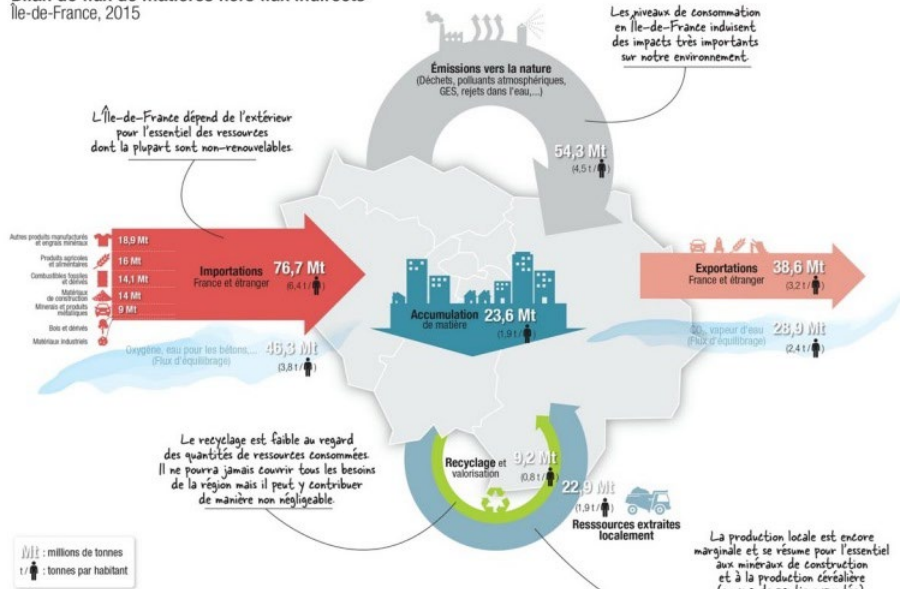 Île-de-France, 2015
Les niveaux de consommation
en Île-de-France induisent
des impacts très importants
sur notre environnement.
Émissions vers la nature
(Déchets, polluants atmosphériques,
GES, rejets dans l'eau,...)
54,3 Mt
(4,5 t/)
L'Île-de-France dépend de l'extérieur
pour l'essentiel des ressources
dont la plupart sont non-renouvelables.
Autres produits manufacturés
et engrais minéraux
18,9 Mt
Produits agricoles
et alimentaires
16 Mt
Combustibles fossiles
et dérivés
14,1 Mt
Matériaux
de construction
14 Mt
Minerais et produits
métalliques
9 Mt
Bois et dérivés
Matériaux industriels
Importations
France et étranger
76,7 Mt
(6,4 t/)
Oxygène, eau pour les bétons,...
(Flux d'équilibrage)
46,3 Mt
(3,8 t/)
Accumulation
de matière
23,6 Mt
(1,9 t/)
Exportations
France et étranger
38,6 Mt
(3,2 t/)
CO₂, vapeur d'eau
(Flux d'équilibrage)
28,9 Mt
(2,4 t/)
Le recyclage est faible au regard
des quantités de ressources consommées.
Il ne pourra jamais couvrir tous les besoins
de la région mais il peut y contribuer
de manière non négligeable.
Recyclage et
valorisation
9,2 Mt
(0,8 t/)
22,9 Mt
(1,9 t/)
Resssources extraites
localement
Mt : millions de tonnes
t/ : tonnes par habitant
La production locale est encore
marginale et se résume pour l'essentiel
aux minéraux de construction
et à la production céréalière